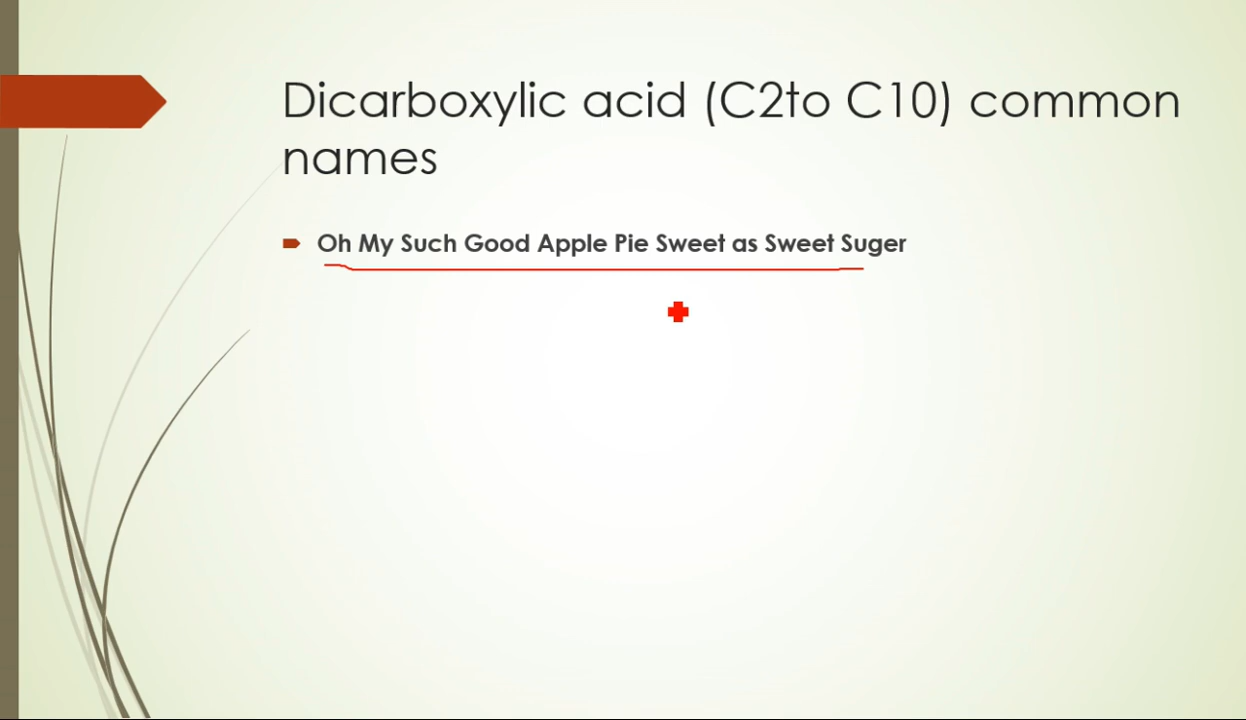 Dicarboxylic acid (C2to C10) common
names
Oh My Such Good Apple Pie Sweet as Sweet Suger